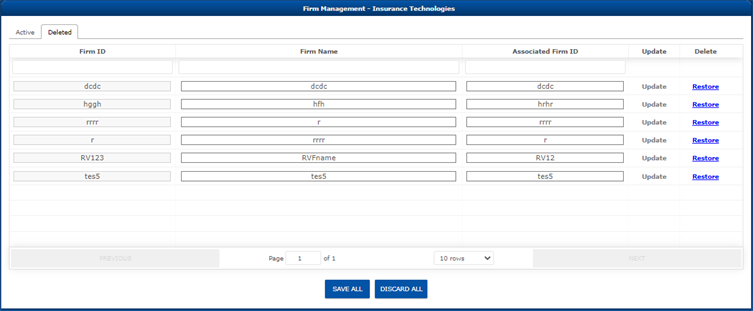 Firm Management - Insurance Technologies
Active Deleted
Firm ID Firm Name Associated Firm ID Update Delete
dcdc dcdc dcdc Update Restore
hggh hfh hrhr Update Restore
rrrr r rrrr Update Restore
r rrrr r Update Restore
RV123 RVFname RV12 Update Restore
tes5 tes5 tes5 Update Restore
PREVIOUS Page 1 of 1 10 rows NEXT
SAVE ALL DISCARD ALL